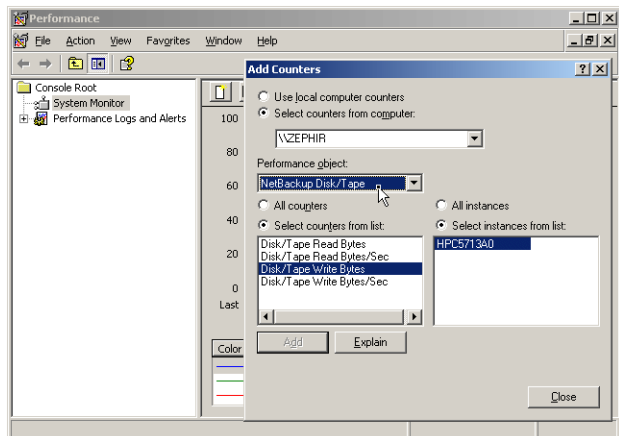 Performance
File Action View Favorites Window Help
Console Root
System Monitor
Performance Logs and Alerts
100
80
60
40
20
0
Last
Color
Add Counters
Use local computer counters
Select counters from computer:
\\ZEPHIR
Performance object:
NetBackup Disk/Tape
All counters
All instances
Select counters from list:
Select instances from list:
Disk/Tape Read Bytes
Disk/Tape Read Bytes/Sec
Disk/Tape Write Bytes
Disk/Tape Write Bytes/Sec
HPC5713A0
Add
Explain
Close